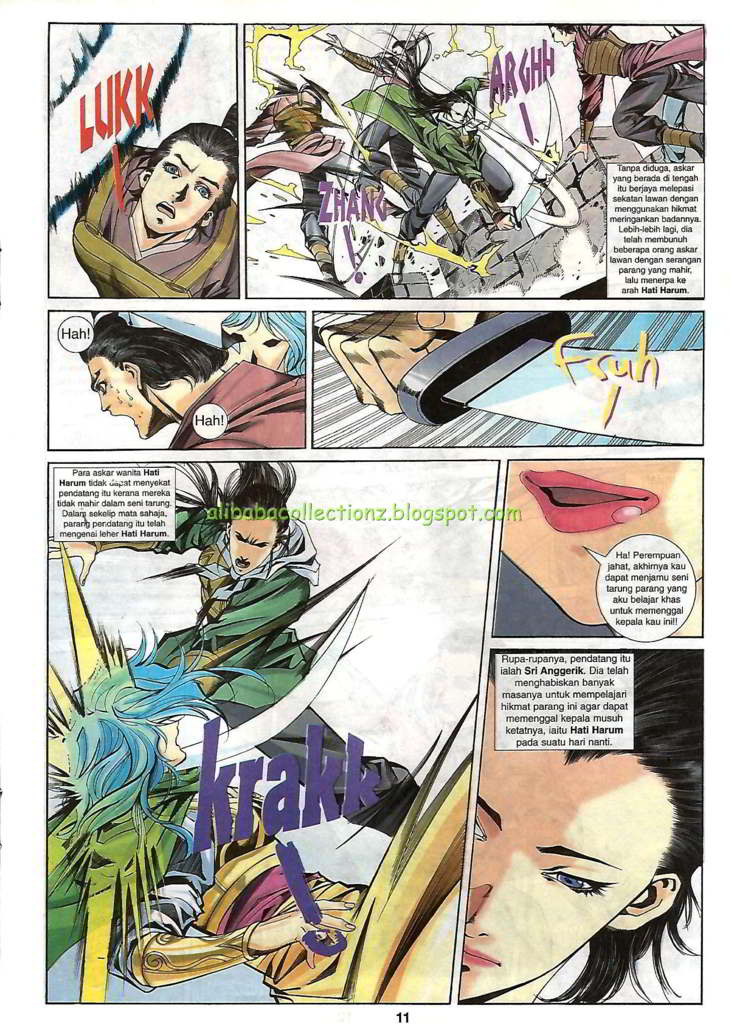 LUKK
!
ARGHH
!
ZHANG
!
Tanpa diduga, askar
yang berada di tengah
itu berjaya melepasi
sekatan lawan dengan
menggunakan hikmat
meringankan badannya.
Lebih-lebih lagi, dia
telah membunuh
beberapa orang askar
lawan dengan serangan
parang yang mahir,
lalu menerpa ke
arah Hati Harum.
Hah!
Hah!
Fsuh
!
Para askar wanita Hati
Harum tidak dapat menyekat
pendatang itu kerana mereka
tidak mahir dalam seni tarung.
Dalam sekelip mata sahaja,
parang pendatang itu telah
mengenai leher Hati Harum.
alibabacollectionz.blogspot.com
Ha! Perempuan
jahat, akhirnya kau
dapat menjamu seni
tarung parang yang
aku belajar khas
untuk memenggal
kepala kau ini!!
Rupa-rupanya, pendatang itu
ialah Sri Anggerik. Dia telah
menghabiskan banyak
masanya untuk mempelajari
hikmat parang ini agar dapat
memenggal kepala musuh
ketatnya, iaitu Hati Harum
pada suatu hari nanti.
krakk
!
11